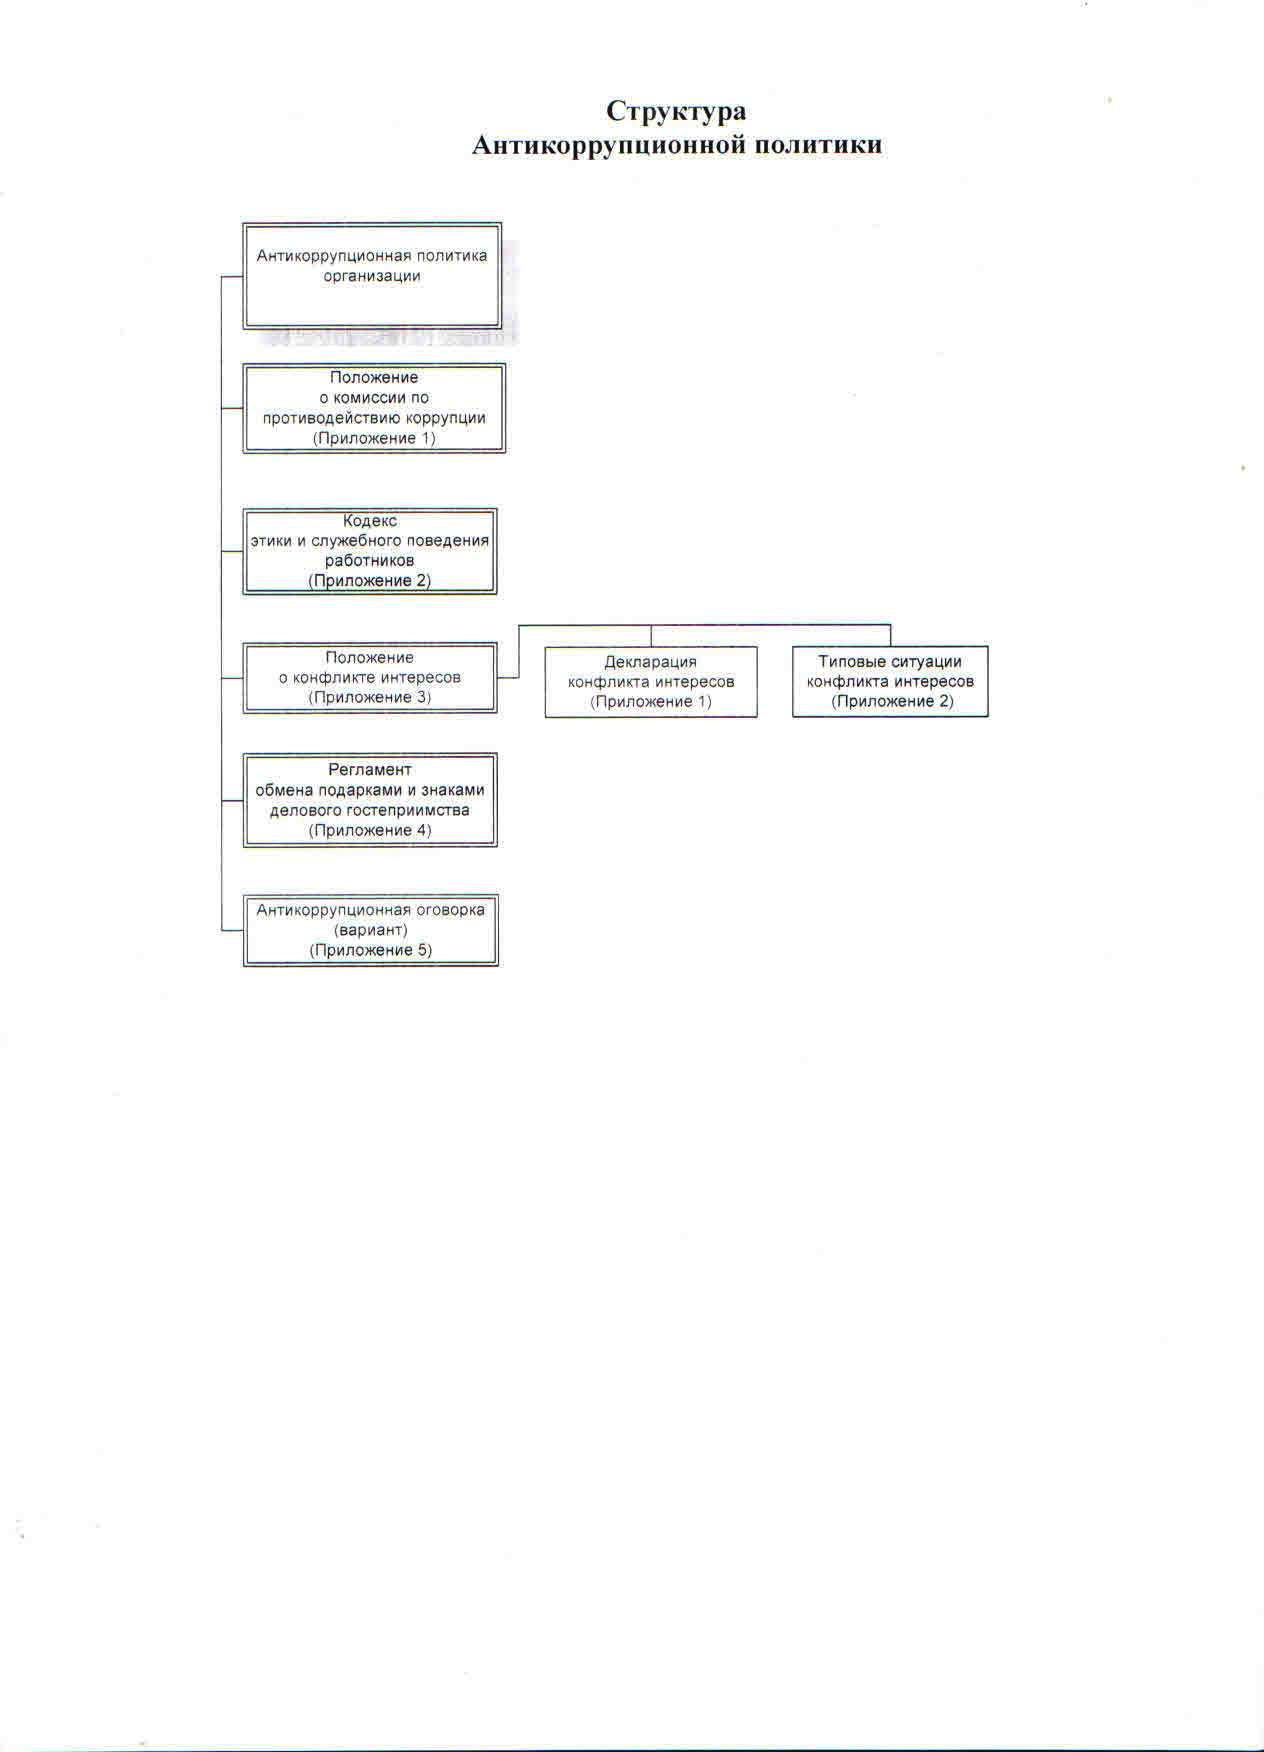 Структура
Антикоррупционной политики
Антикоррупционная политика
организации
Положение
о комиссии по
противодействию коррупции
(Приложение 1)
Кодекс
этики и служебного поведения
работников
(Приложение 2)
Положение
о конфликте интересов
(Приложение 3)
Декларация
конфликта интересов
(Приложение 1)
Типовые ситуации
конфликта интересов
(Приложение 2)
Регламент
обмена подарками и знаками
делового гостеприимства
(Приложение 4)
Антикоррупционная оговорка
(вариант)
(Приложение 5)